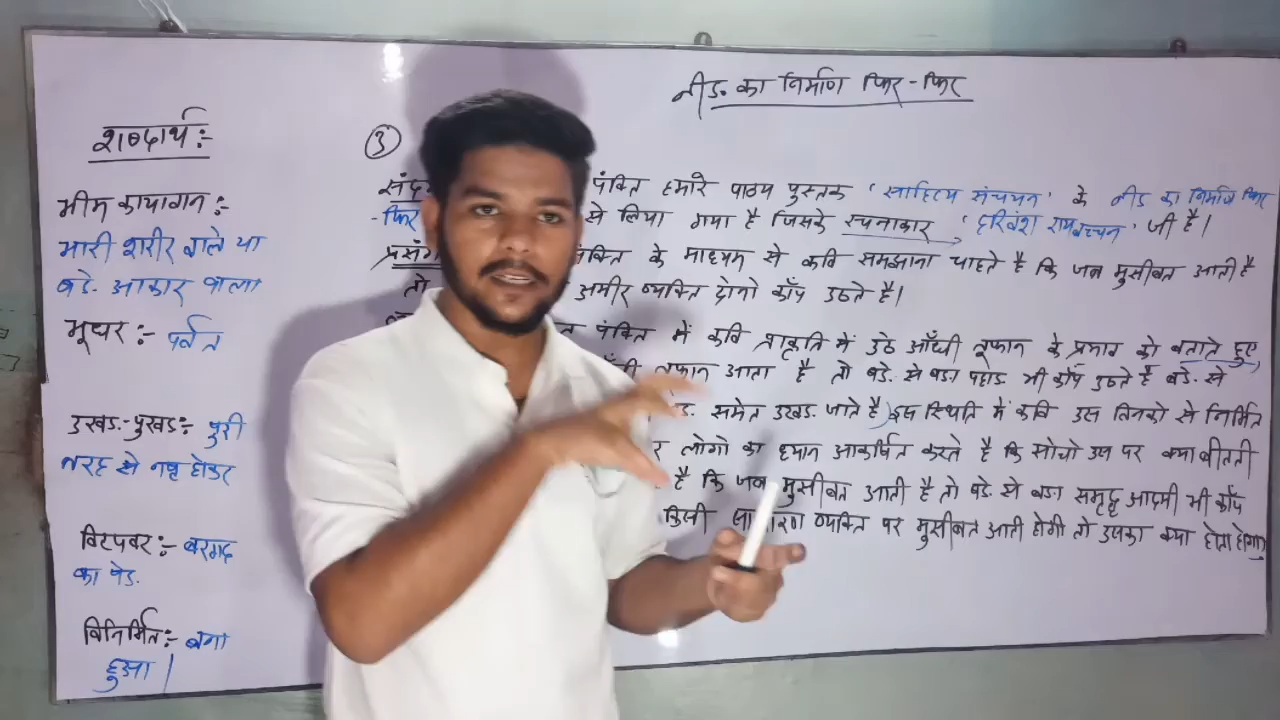 नीड़ का निर्माण फिर-फिर
शब्दार्थ:-
भीम कायावान:-
भारी शरीर वाले या
बडे. आकार वाला
भूधर:- पर्वत
उखड.-पुखड: पुरी
तरह से नष्ट होकर
विटपवर:- बरगद
का पेड.
विनिर्मित:- बना
हुआ।
③
पंक्ति हमारे पाठ्य पुस्तक 'साहित्य संचयन' के नीड का निर्माण फिर
-फिर से लिया गया है जिसके रचनाकार 'हरिवंश राय बच्चन' जी है।
प्रसंग के माध्यम से कवि समझाना चाहते है कि जब मुसीबत आती है
तो अमीर व्यक्ति दोनो काँप उठते है।
पंक्ति में कवि प्राकृति में उठे आँधी तूफान के प्रभाव को बताते हुए
तूफान आता है तो बडे. से बडा पहाड भी काँप उठते है बडे. से
समेत उखड. जाते है) इस स्थिति में कवि उस तिनको से निर्मित
लोगो का ध्यान आकर्षित करते है कि सोचो उस पर क्या बीतती
है कि जब मुसीबत आती है तो बडे. से बडा समृद्ध आदमी भी काँप
किसी व्यक्ति पर मुसीबत आती होगी तो उसका क्या होता होगा)